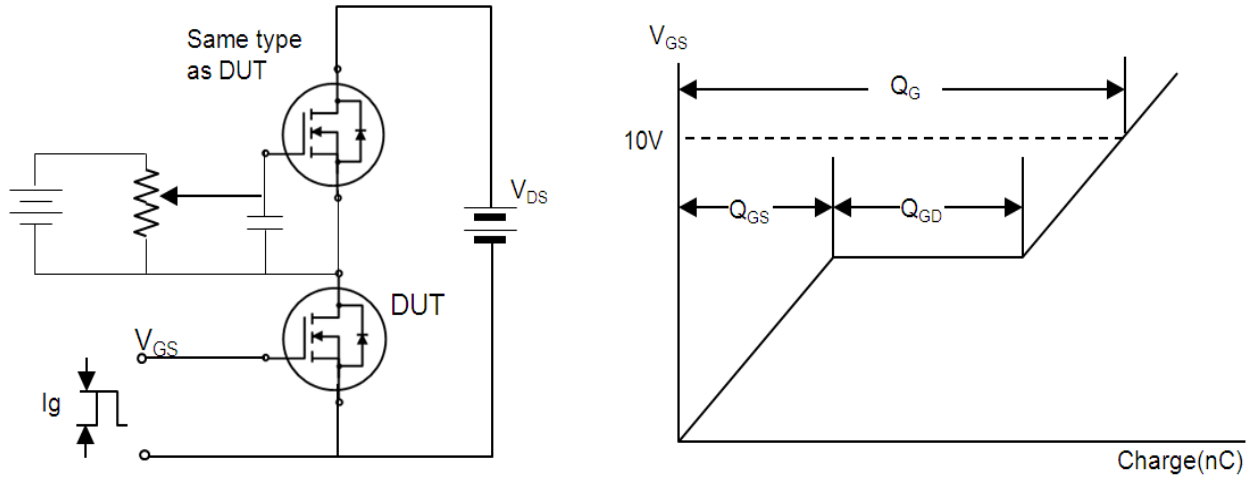 Same type
as DUT
V_DS
DUT
V_GS
Ig
V_GS
Q_G
10V
Q_GS
Q_GD
Charge(nC)